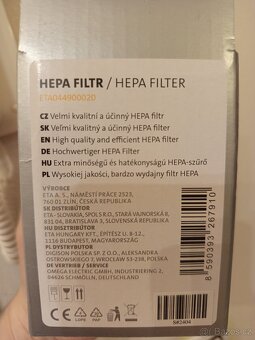 HEPA FILTR / HEPA FILTER
ETA044900020
CZ Velmi kvalitní a účinný HEPA filtr
SK Veľmi kvalitný a účinný HEPA filter
EN High quality and efficient HEPA filter
DE Hochwertiger HEPA Filter
HU Extra minőségű és hatékonyságú HEPA-szűrő
PL Wysokiej jakości, bardzo wydajny filtr HEPA
VÝROBCE
ETA A. S., NÁMĚSTÍ PRÁCE 2523,
760 01 ZLÍN, ČESKÁ REPUBLIKA
SK DISTRIBÚTOR
ETA - SLOVAKIA, SPOL.S R.O., STARÁ VAJNORSKÁ 8,
831 04, BRATISLAVA 3, SLOVENSKO
HU DISZTRIBÚTOR
ETA HUNGARY KFT., ÉPÍTÉSZ U. 8-12.,
1116 BUDAPEST, MAGYARORSZÁG
PL DYSTRYBUTOR
DIGISON POLSKA SP. Z O.O., ALEKSANDRA
OSTROWSKIEGO 7, WROCŁAW 53-238, POLSKA
DE VERTRIEB / SERVICE
OMEGA ELECTRIC GMBH, INDUSTRIERING 2,
04626 SCHMÖLLN, DEUTSCHLAND
8 590393 267910
LDPE
PAP
S#2404